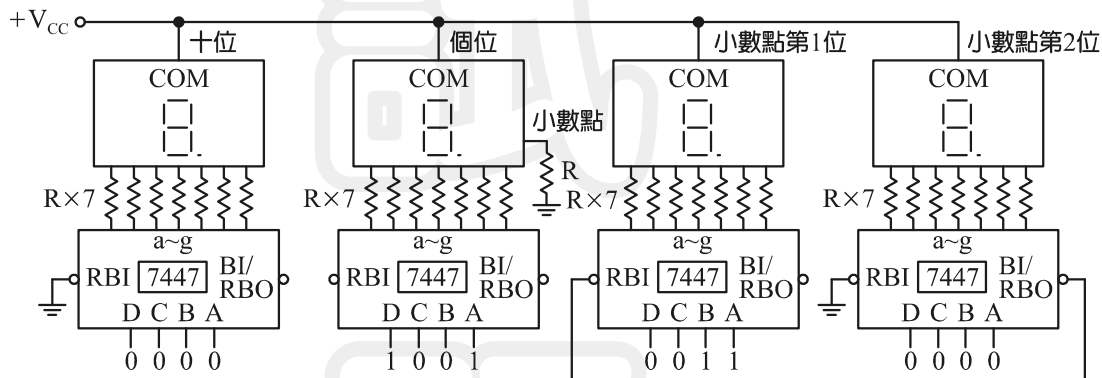 +VCC
十位 個位 小數點第1位 小數點第2位
COM COM COM COM
小數點
R×7 R×7 R R×7 R×7
a~g a~g a~g a~g
RBI 7447 BI/RBO RBI 7447 BI/RBO RBI 7447 BI/RBO RBI 7447 BI/RBO
D C B A D C B A D C B A D C B A
0 0 0 0 1 0 0 1 0 0 1 1 0 0 0 0